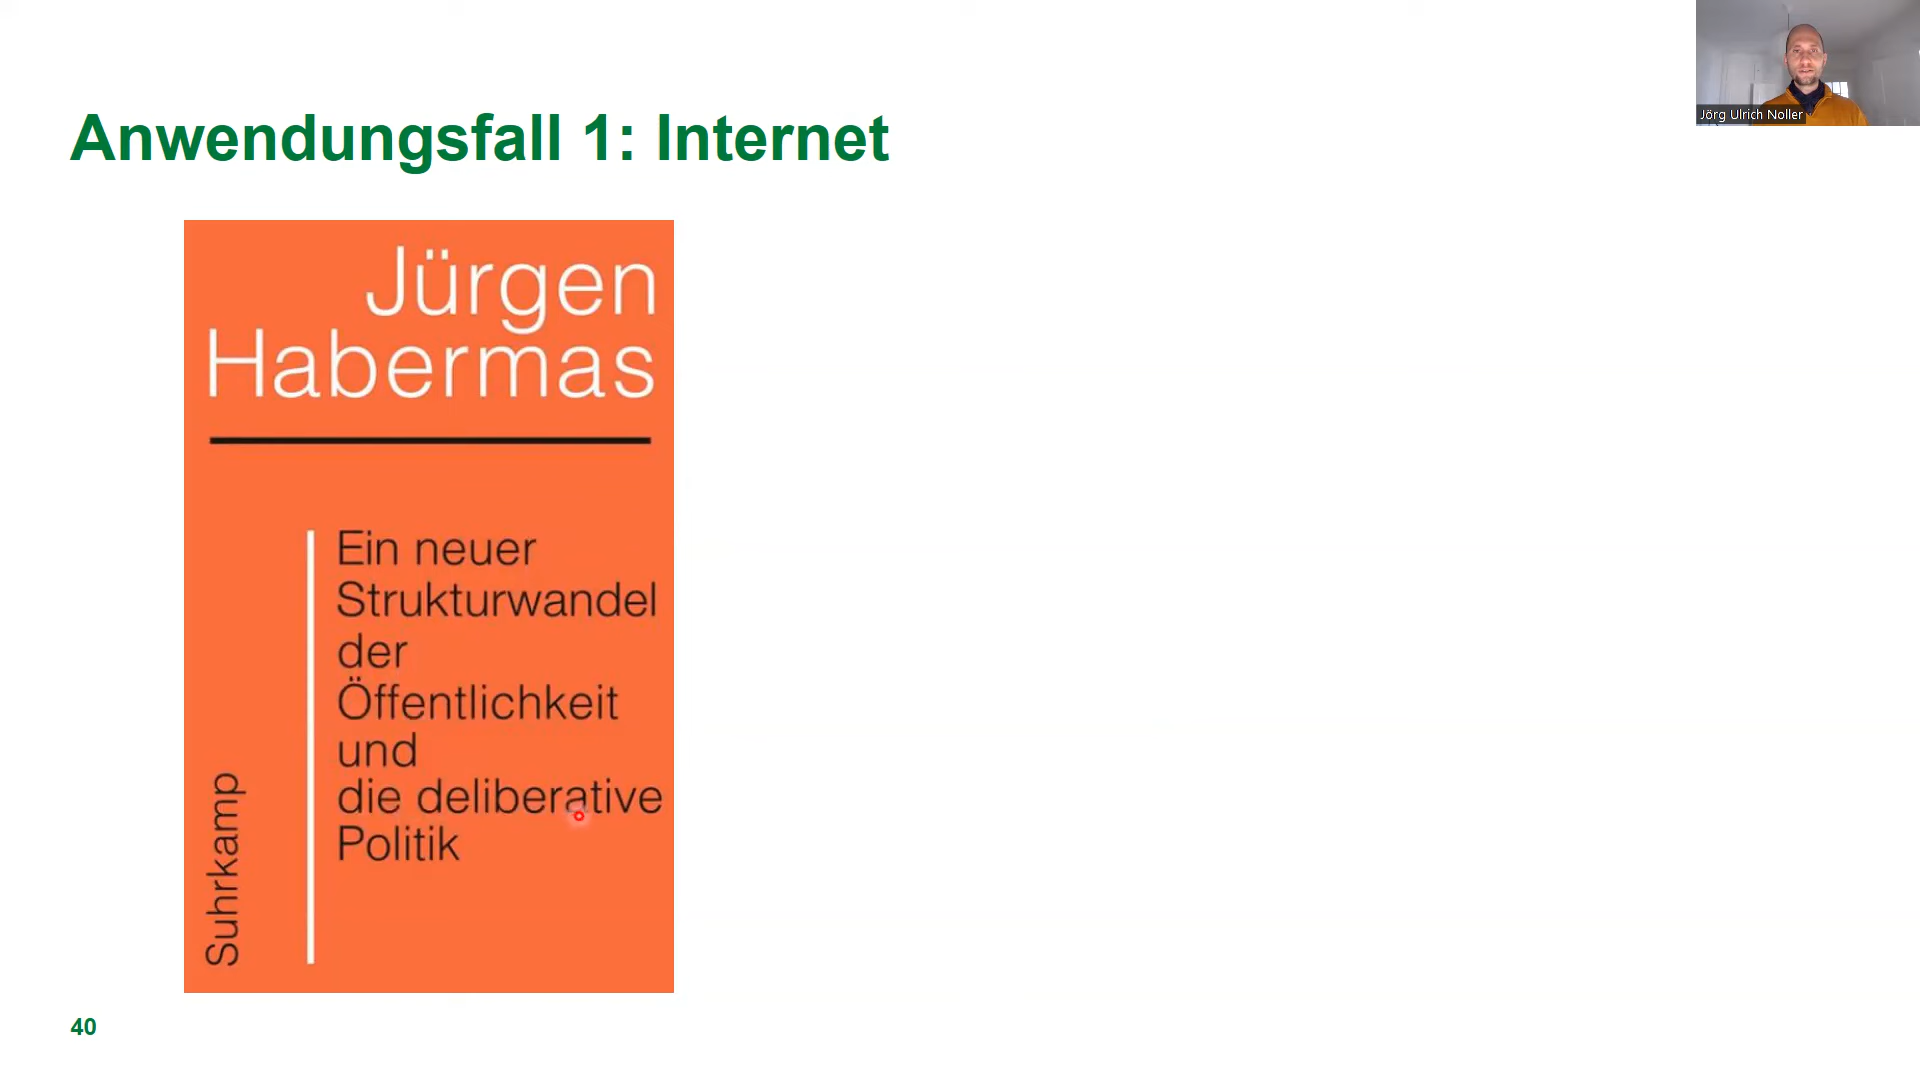 Anwendungsfall 1: Internet
Jörg Ulrich Noller
Jürgen
Habermas
Ein neuer
Strukturwandel
der
Öffentlichkeit
und
die deliberative
Politik
Suhrkamp
40